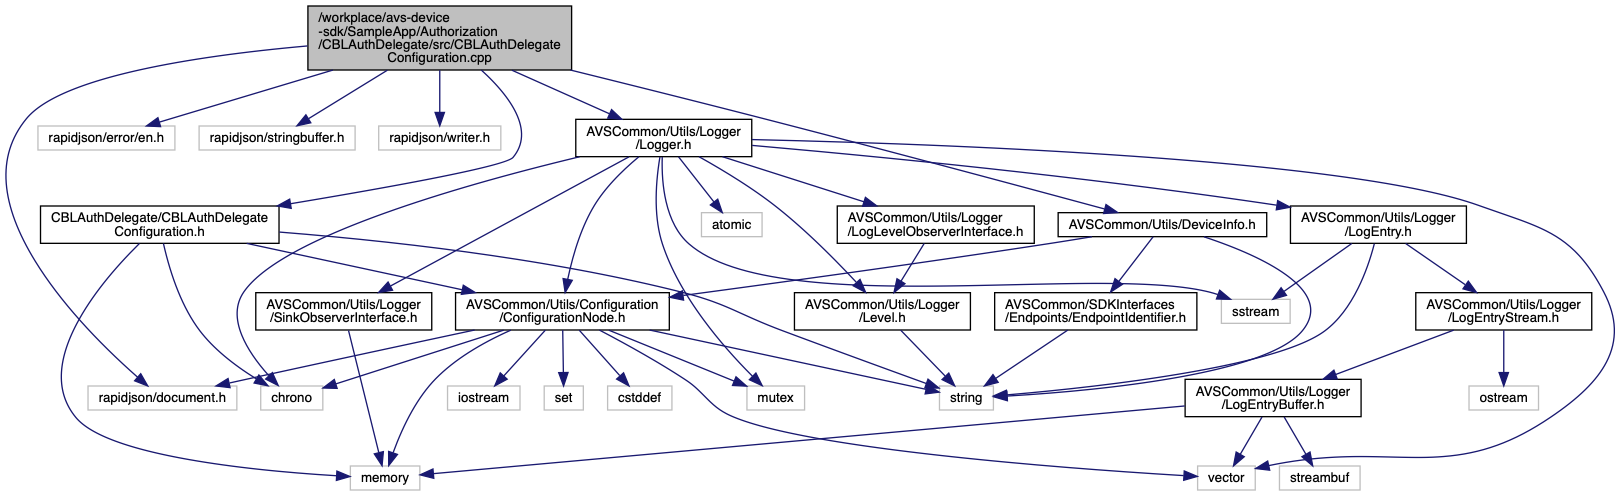 /workplace/avs-device
-sdk/SampleApp/Authorization
/CBLAuthDelegate/src/CBLAuthDelegate
Configuration.cpp
rapidjson/error/en.h
rapidjson/stringbuffer.h
rapidjson/writer.h
AVSCommon/Utils/Logger
/Logger.h
CBLAuthDelegate/CBLAuthDelegate
Configuration.h
atomic
AVSCommon/Utils/Logger
/LogLevelObserverInterface.h
AVSCommon/Utils/DeviceInfo.h
AVSCommon/Utils/Logger
/LogEntry.h
AVSCommon/Utils/Logger
/SinkObserverInterface.h
AVSCommon/Utils/Configuration
/ConfigurationNode.h
AVSCommon/Utils/Logger
/Level.h
AVSCommon/SDKInterfaces
/Endpoints/EndpointIdentifier.h
sstream
AVSCommon/Utils/Logger
/LogEntryStream.h
rapidjson/document.h
chrono
iostream
set
cstddef
mutex
string
AVSCommon/Utils/Logger
/LogEntryBuffer.h
ostream
memory
vector
streambuf